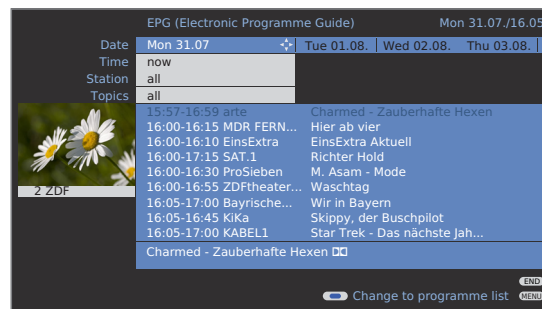 EPG (Electronic Programme Guide) Mon 31.07./16:05
Date Mon 31.07 Tue 01.08. Wed 02.08. Thu 03.08.
Time now
Station all
Topics all
15:57-16:59 arte Charmed - Zauberhafte Hexen
16:00-16:15 MDR FERN... Hier ab vier
16:00-16:10 EinsExtra EinsExtra Aktuell
16:00-17:15 SAT.1 Richter Hold
16:00-16:30 ProSieben M. Asam - Mode
16:00-16:55 ZDFtheater... Waschtag
2 ZDF
16:05-17:00 Bayrische... Wir in Bayern
16:05-16:45 KiKa Skippy, der Buschpilot
16:05-17:00 KABEL1 Star Trek - Das nächste Jah...
Charmed - Zauberhafte Hexen
END
Change to programme list MENU